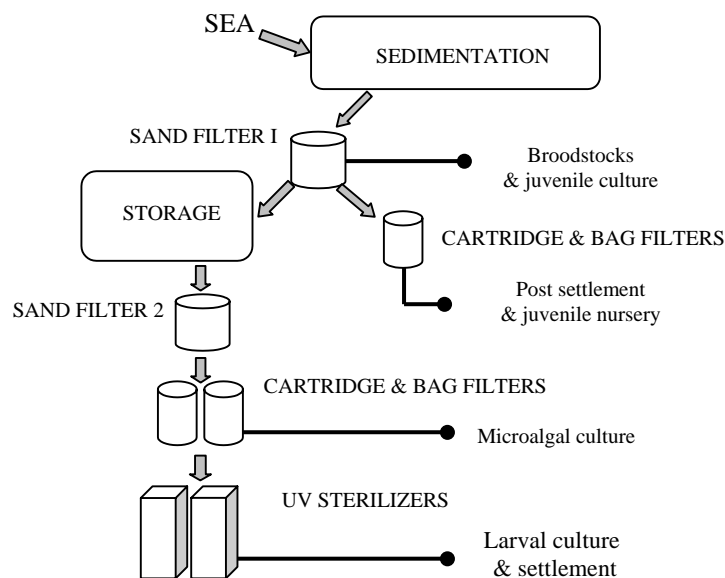 SEA
SEDIMENTATION
SAND FILTER I
Broodstocks
& juvenile culture
STORAGE
CARTRIDGE & BAG FILTERS
Post settlement
& juvenile nursery
SAND FILTER 2
CARTRIDGE & BAG FILTERS
Microalgal culture
UV STERILIZERS
Larval culture
& settlement